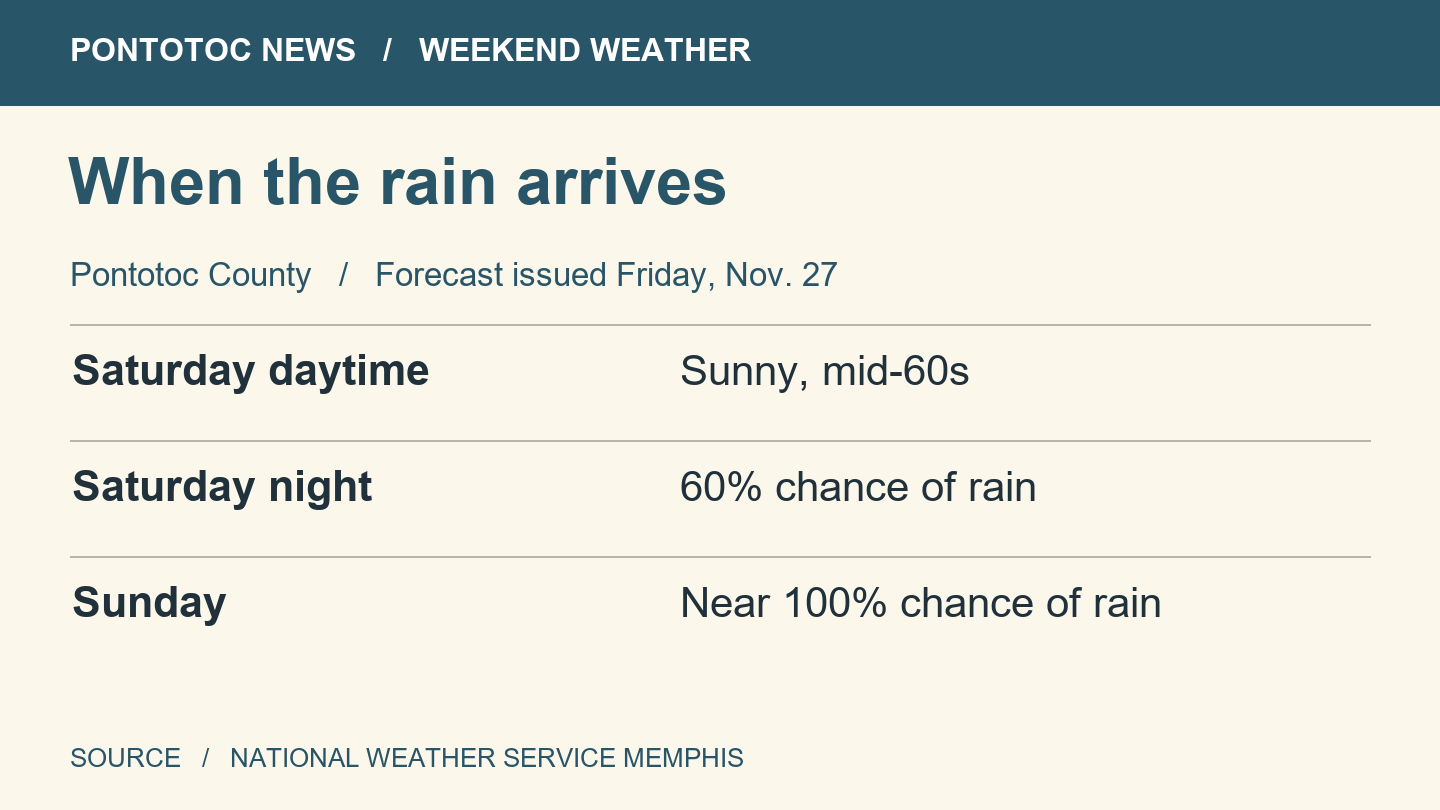 PONTOTOC NEWS / WEEKEND WEATHER
When the rain arrives
Pontotoc County / Forecast issued Friday, Nov. 27
Saturday daytime Sunny, mid-60s
Saturday night 60% chance of rain
Sunday Near 100% chance of rain
SOURCE / NATIONAL WEATHER SERVICE MEMPHIS